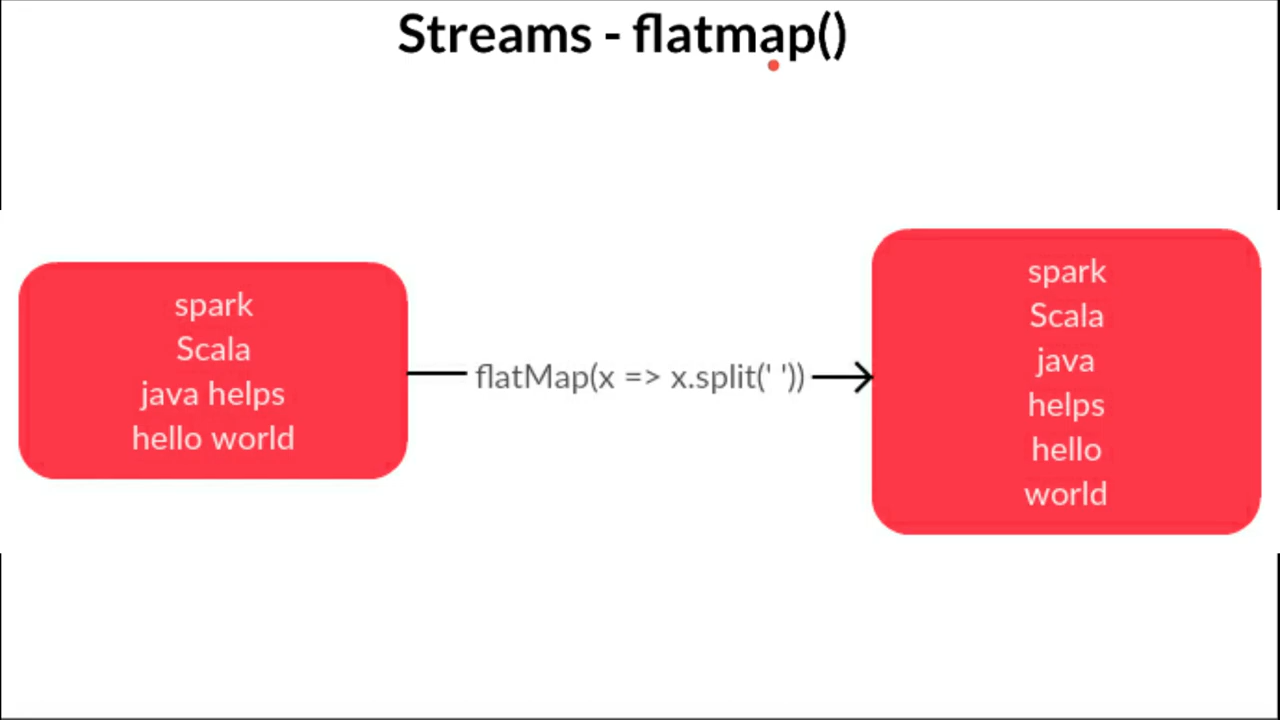 Streams - flatmap()
spark
Scala
java helps
hello world
flatMap(x => x.split(' '))
spark
Scala
java
helps
hello
world